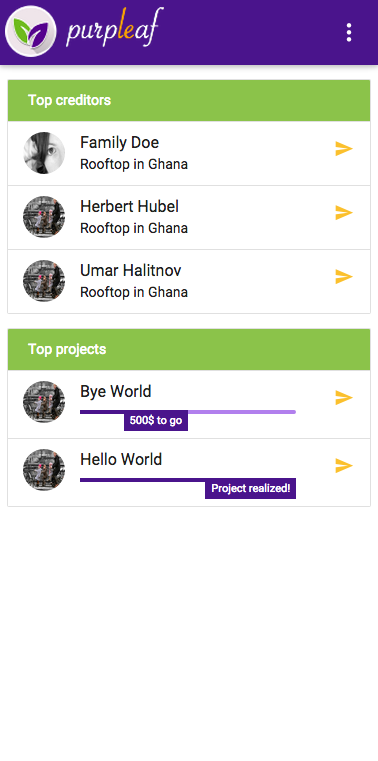 purpleaf
Top creditors
Family Doe
Rooftop in Ghana
Herbert Hubel
Rooftop in Ghana
Umar Halitnov
Rooftop in Ghana
Top projects
Bye World
500$ to go
Hello World
Project realized!